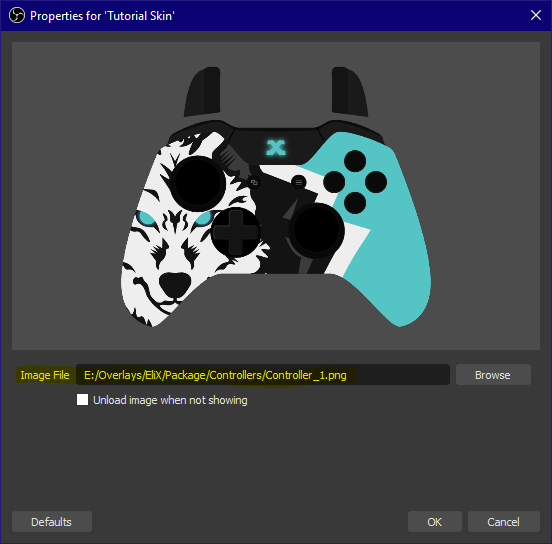 Properties for 'Tutorial Skin'
Image File E:/Overlays/EliX/Package/Controllers/Controller_1.png Browse
Unload image when not showing
Defaults OK Cancel